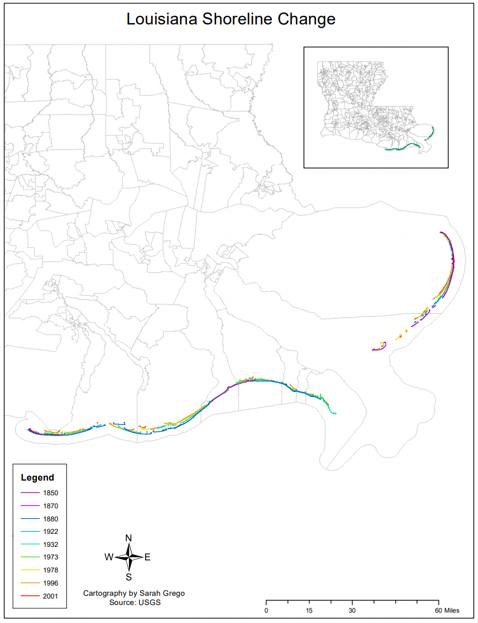 Louisiana Shoreline Change
Legend
1850
1870
1880
1922
1932
1973
1978
1996
2001
N
W E
S
Cartography by Sarah Grego
Source: USGS
0 15 30 60 Miles